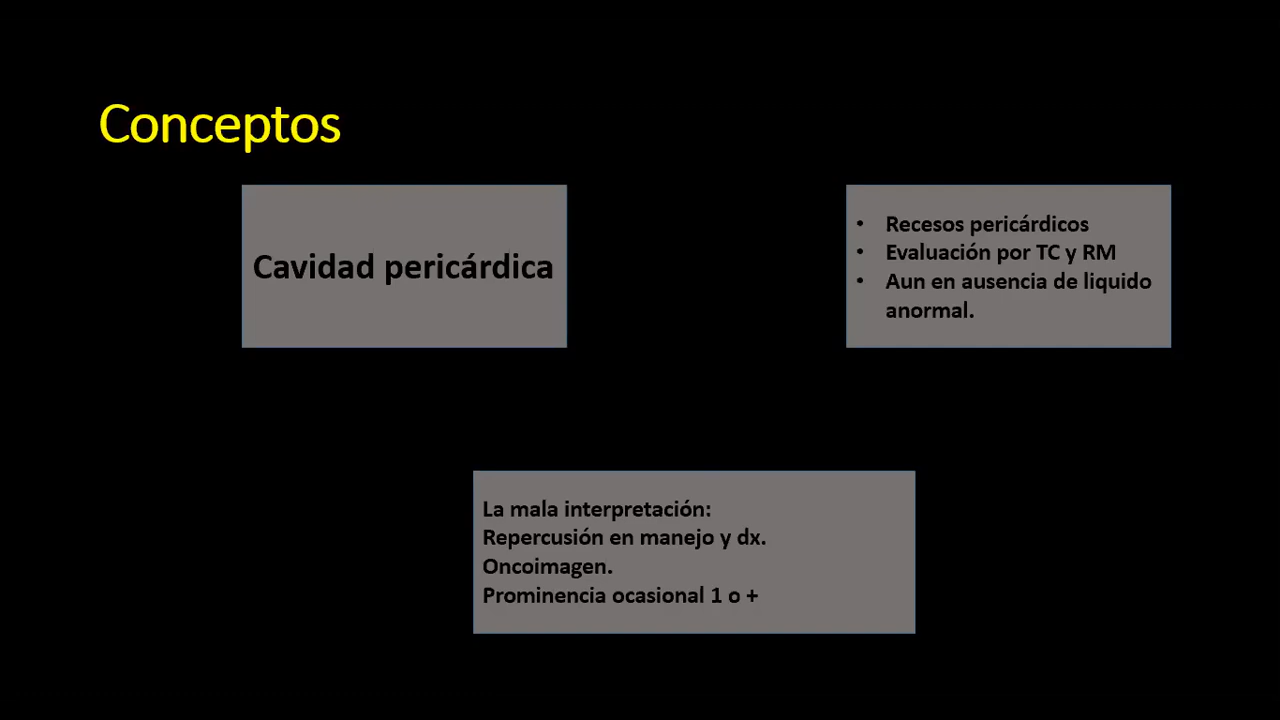 Conceptos
Cavidad pericárdica
• Recesos pericárdicos
• Evaluación por TC y RM
• Aun en ausencia de liquido
anormal.
La mala interpretación:
Repercusión en manejo y dx.
Oncoimagen.
Prominencia ocasional 1 o +